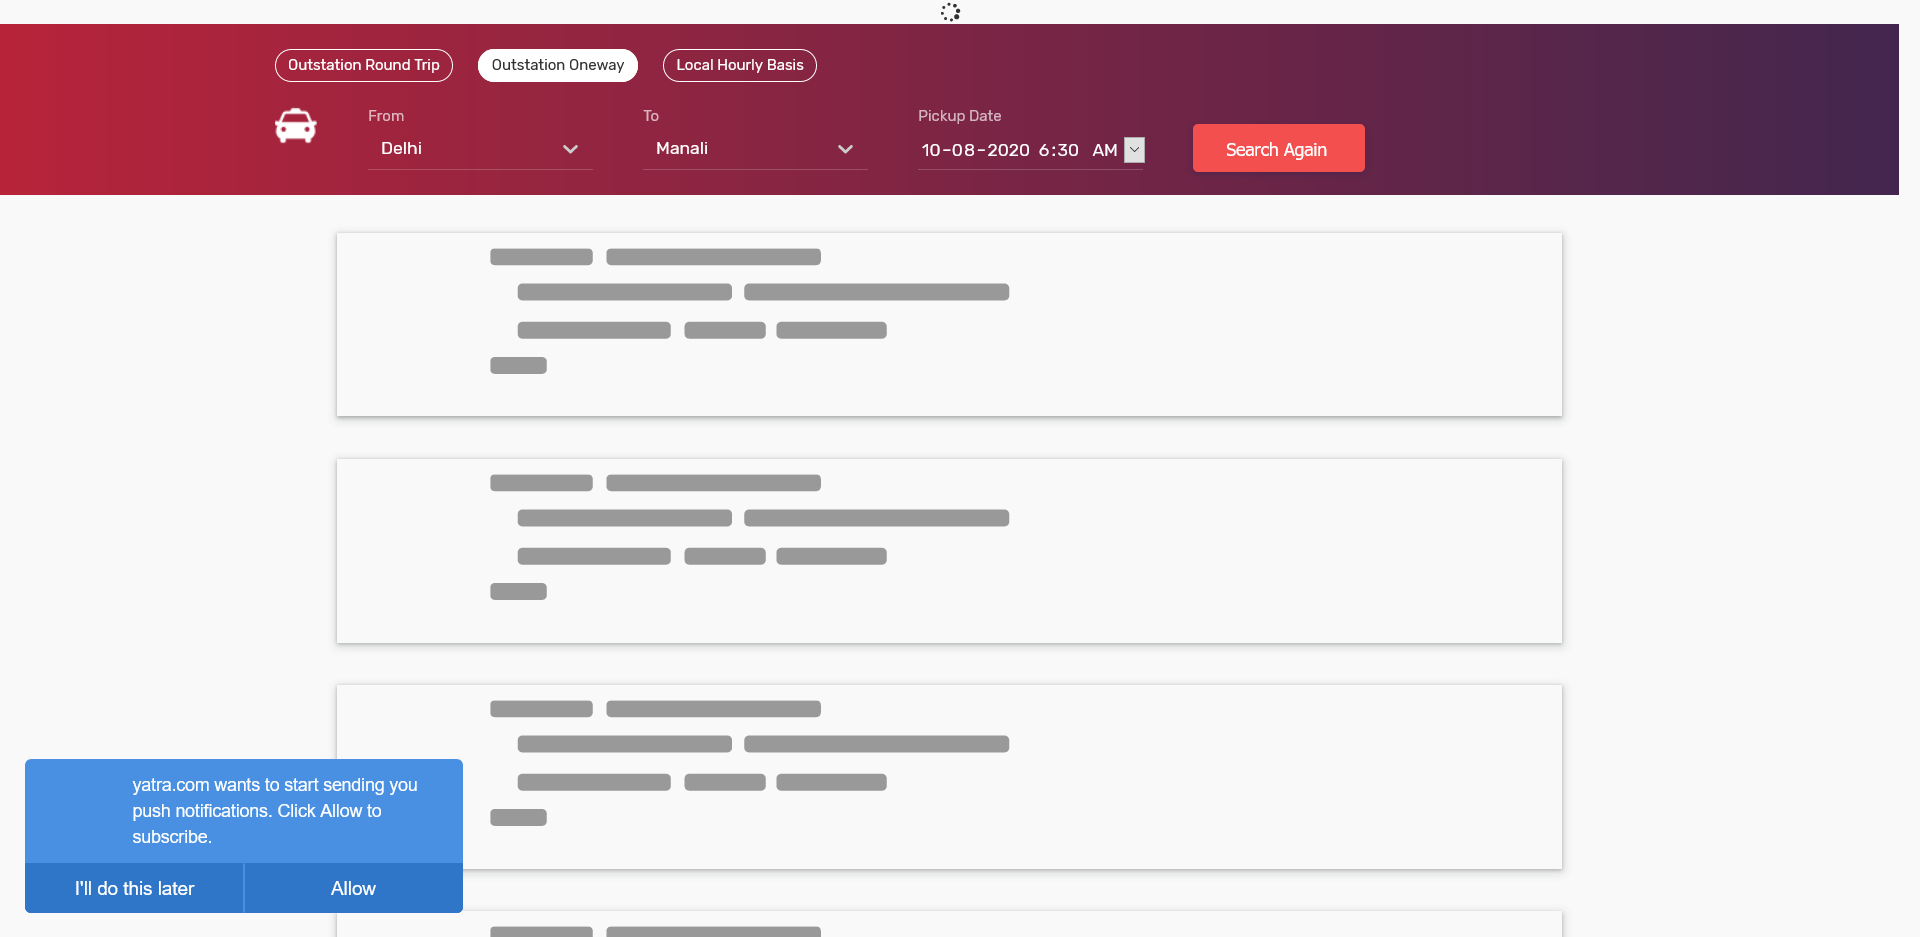 Outstation Round Trip
Outstation Oneway
Local Hourly Basis
From
To
Pickup Date
Delhi
Manali
10-08-2020 6:30 AM
Search Again
yatra.com wants to start sending you
push notifications. Click Allow to
subscribe.
I'll do this later
Allow